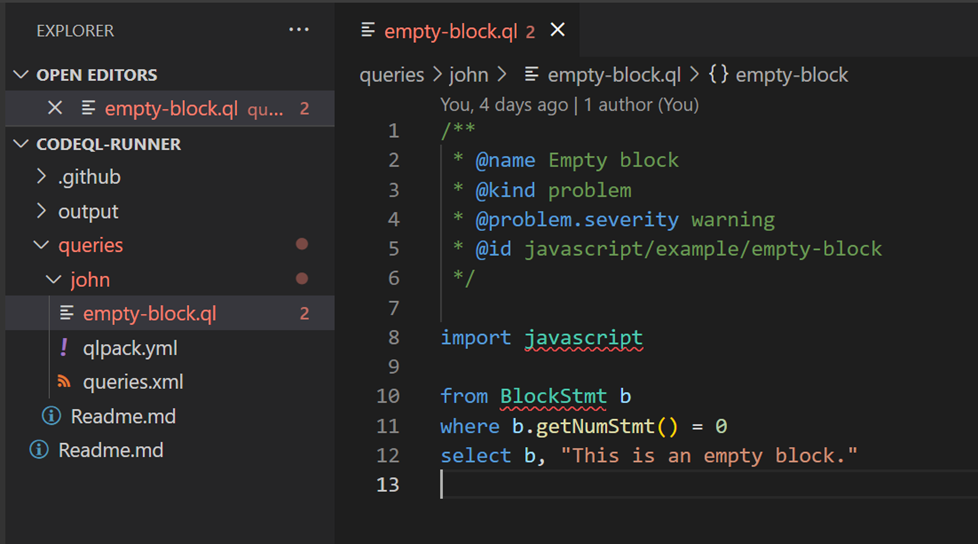 EXPLORER ···
OPEN EDITORS
empty-block.ql qu... 2
CODEQL-RUNNER
.github
output
queries
john
empty-block.ql 2
qlpack.yml
queries.xml
Readme.md
Readme.md
empty-block.ql 2
queries > john > empty-block.ql > {} empty-block
You, 4 days ago | 1 author (You)
1 /**
2 * @name Empty block
3 * @kind problem
4 * @problem.severity warning
5 * @id javascript/example/empty-block
6 */
7
8 import javascript
9
10 from BlockStmt b
11 where b.getNumStmt() = 0
12 select b, "This is an empty block."
13